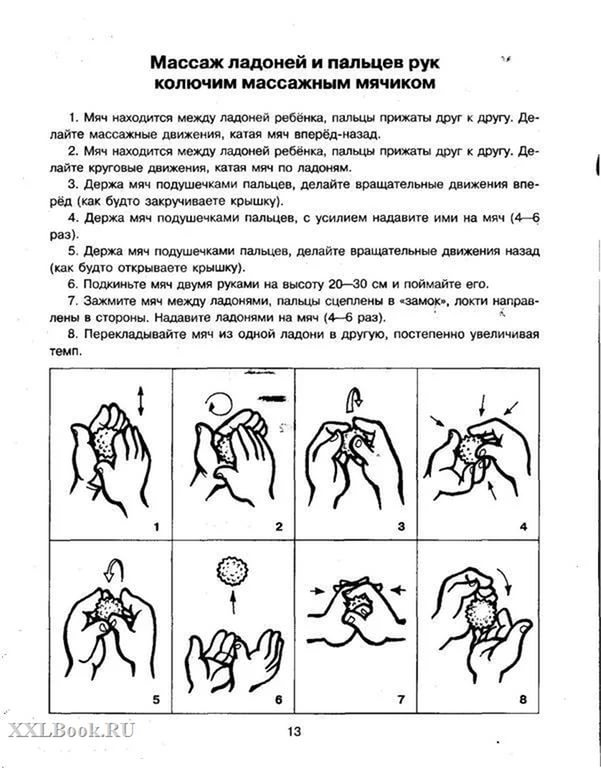 Массаж ладоней и пальцев рук
колючим массажным мячиком
1. Мяч находится между ладоней ребёнка, пальцы прижаты друг к другу. Де-
лайте массажные движения, катая мяч вперёд-назад.
2. Мяч находится между ладоней ребёнка, пальцы прижаты друг к другу. Де-
лайте круговые движения, катая мяч по ладоням.
3. Держа мяч подушечками пальцев, делайте вращательные движения впе-
рёд (как будто закручиваете крышку).
4. Держа мяч подушечками пальцев, с усилием надавите ими на мяч (4—6
раз).
5. Держа мяч подушечками пальцев, делайте вращательные движения назад
(как будто открываете крышку).
6. Подкиньте мяч двумя руками на высоту 20—30 см и поймайте его.
7. Зажмите мяч между ладонями, пальцы сцеплены в «замок», локти направ-
лены в стороны. Надавите ладонями на мяч (4—6 раз).
8. Перекладывайте мяч из одной ладони в другую, постепенно увеличивая
темп.
1
2
3
4
5
6
7
8
13
XXLBook.RU